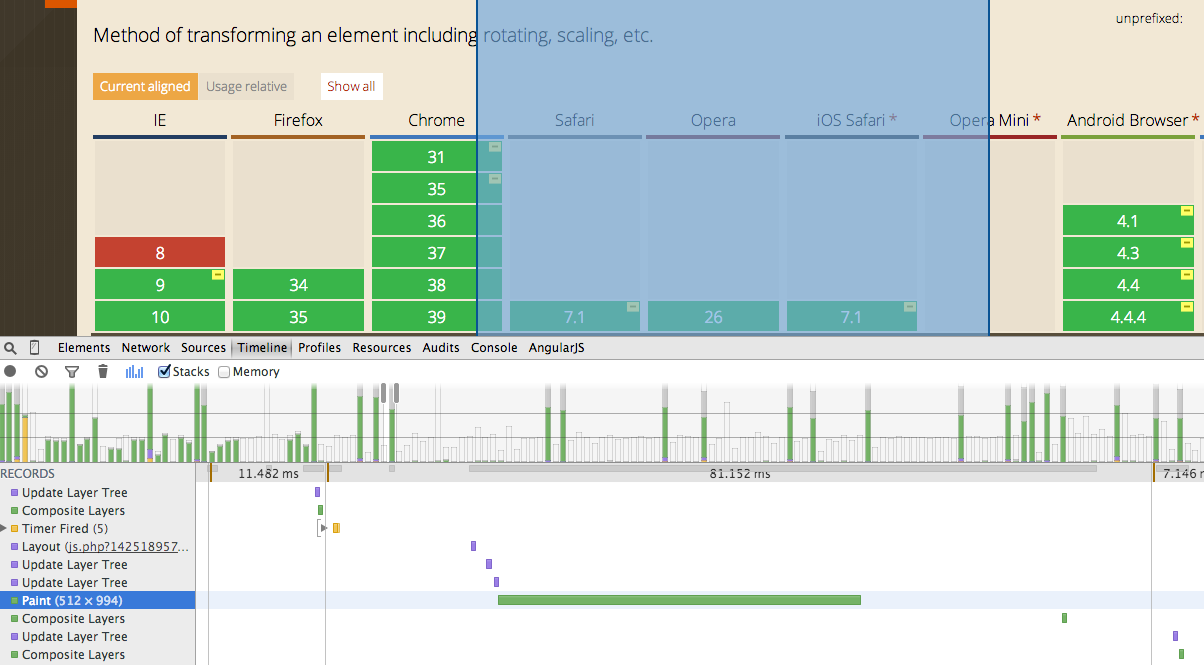 unprefixed:
Method of transforming an element including rotating, scaling, etc.
Current aligned Usage relative Show all
IE Firefox Chrome Safari Opera iOS Safari * Opera Mini * Android Browser *
31
35
36 4.1
8 37 4.3
9 34 38 4.4
10 35 39 7.1 26 7.1 4.4.4
Elements Network Sources Timeline Profiles Resources Audits Console AngularJS
Stacks Memory
RECORDS 11.482 ms 81.152 ms 7.146 m
Update Layer Tree
Composite Layers
Timer Fired (5)
Layout (js.php?142518957...
Update Layer Tree
Update Layer Tree
Paint (512 × 994)
Composite Layers
Update Layer Tree
Composite Layers